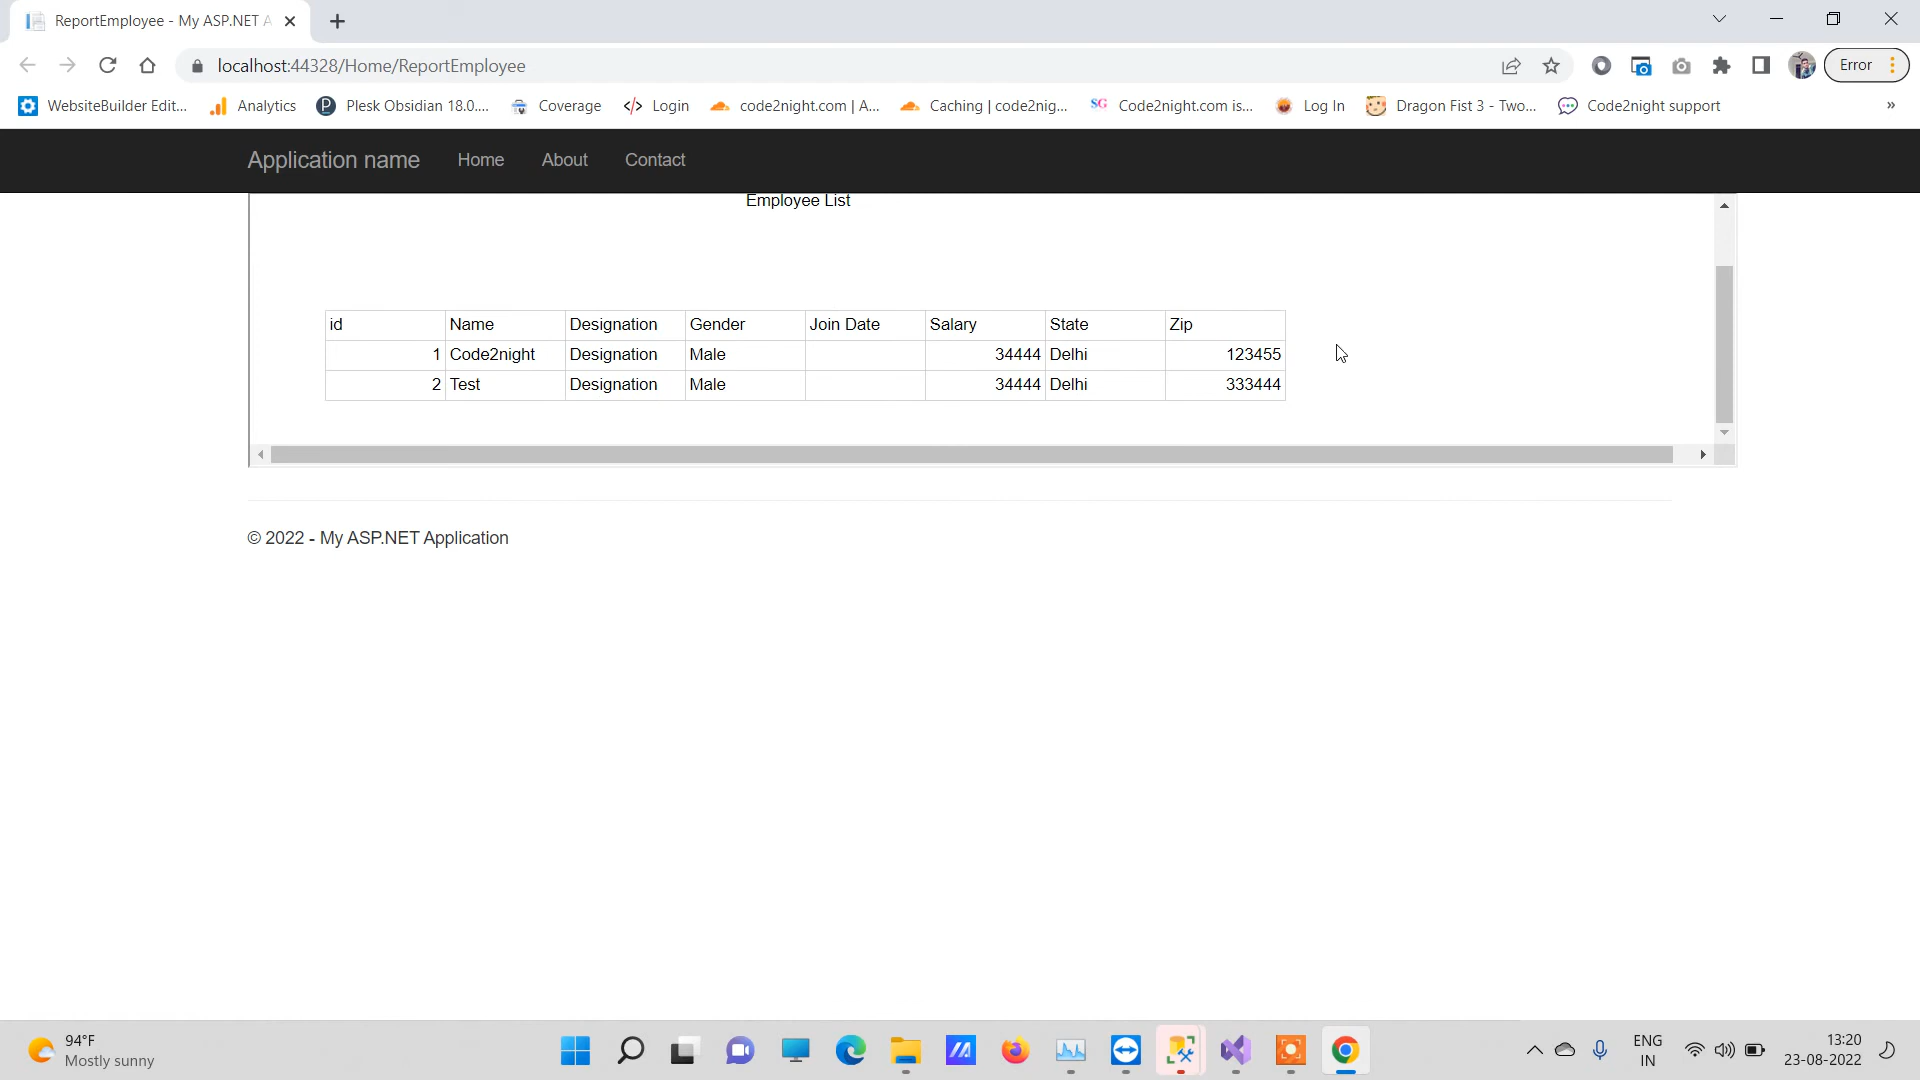 ReportEmployee - My ASP.NET A
localhost:44328/Home/ReportEmployee
Error
WebsiteBuilder Edit... Analytics Plesk Obsidian 18.0.... Coverage Login code2night.com | A... Caching | code2nig... Code2night.com is... Log In Dragon Fist 3 - Two... Code2night support »
Application name Home About Contact
Employee List
id Name Designation Gender Join Date Salary State Zip
1 Code2night Designation Male 34444 Delhi 123455
2 Test Designation Male 34444 Delhi 333444
© 2022 - My ASP.NET Application
94°F
Mostly sunny
ENG
IN
13:20
23-08-2022